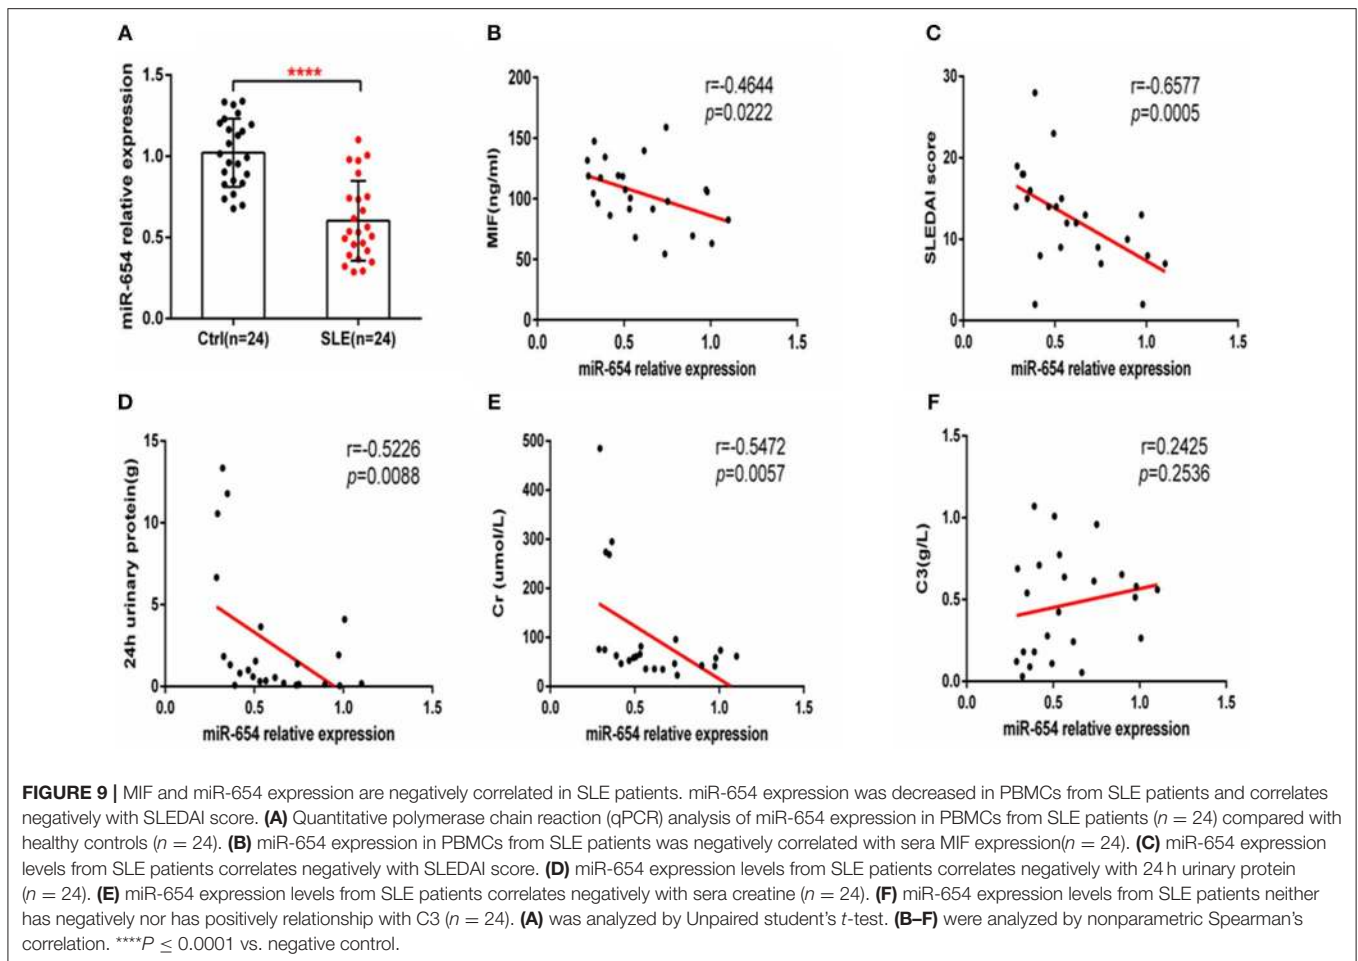 A
miR-654 relative expression
1.5
1.0
0.5
0.0
****
Ctrl(n=24)
SLE(n=24)
B
MIF(ng/ml)
200
150
100
50
0
r=-0.4644
p=0.0222
0.0
0.5
1.0
1.5
miR-654 relative expression
C
SLEDAI score
30
20
10
0
r=-0.6577
p=0.0005
0.0
0.5
1.0
1.5
miR-654 relative expression
D
24h urinary protein(g)
15
10
5
0
r=-0.5226
p=0.0088
0.0
0.5
1.0
1.5
miR-654 relative expression
E
Cr (umol/L)
500
400
300
200
100
0
r=-0.5472
p=0.0057
0.0
0.5
1.0
1.5
miR-654 relative expression
F
C3(g/L)
1.5
1.0
0.5
0.0
r=0.2425
p=0.2536
0.0
0.5
1.0
1.5
miR-654 relative expression
FIGURE 9 | MIF and miR-654 expression are negatively correlated in SLE patients. miR-654 expression was decreased in PBMCs from SLE patients and correlates
negatively with SLEDAI score. (A) Quantitative polymerase chain reaction (qPCR) analysis of miR-654 expression in PBMCs from SLE patients (n = 24) compared with
healthy controls (n = 24). (B) miR-654 expression in PBMCs from SLE patients was negatively correlated with sera MIF expression(n = 24). (C) miR-654 expression
levels from SLE patients correlates negatively with SLEDAI score. (D) miR-654 expression levels from SLE patients correlates negatively with 24 h urinary protein
(n = 24). (E) miR-654 expression levels from SLE patients correlates negatively with sera creatine (n = 24). (F) miR-654 expression levels from SLE patients neither
has negatively nor has positively relationship with C3 (n = 24). (A) was analyzed by Unpaired student's t-test. (B–F) were analyzed by nonparametric Spearman's
correlation. ****P ≤ 0.0001 vs. negative control.